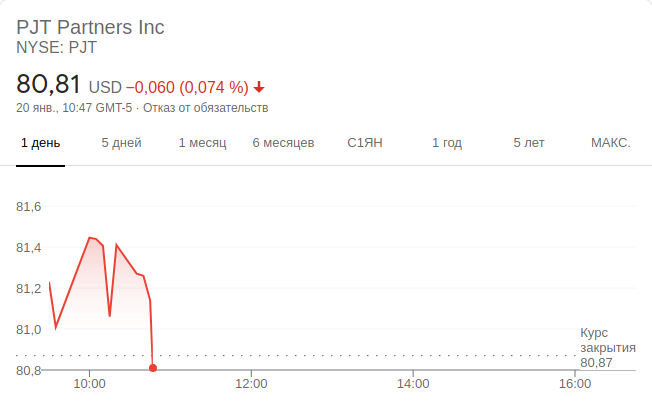 PJT Partners Inc
NYSE: PJT
80,81 USD −0,060 (0,074 %)
20 янв., 10:47 GMT-5 · Отказ от обязательств
1 день 5 дней 1 месяц 6 месяцев С1ЯН 1 год 5 лет МАКС.
81,6
81,4
81,2
81,0
Курс
закрытия
80,87
80,8
10:00 12:00 14:00 16:00